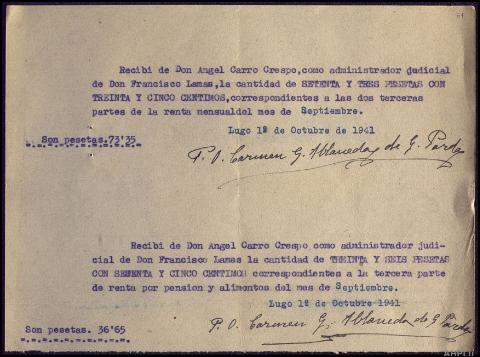 Recibi de Don Angel Carro Crespo,como administrador judicial
de Don Francisco Lamas,la cantidad de SETENTA Y TRES PESETAS CON
TREINTA Y CINCO CENTIMOS,correspondientes a las dos terceras
partes de la renta mensualdel mes de Septiembre.
Lugo 1º de Octubre de 1941
Son pesetas.73'35
P. O. Carmen G. Ablanedo de G. Pardo
Recibi de Don Angel Carro Crespo,como administrador judi-
cial de Don Francisco Lamas la cantidad de TREINTA Y SEIS PESETAS
CON SESENTA Y CINCO CENTIMOS correspondientes a la tercera parte
de renta por pension y alimentos del mes de Septiembre.
Lugo 1º de Octubre 1941
Son pesetas. 36'65
P. O. Carmen G. Ablanedo de G. Pardo